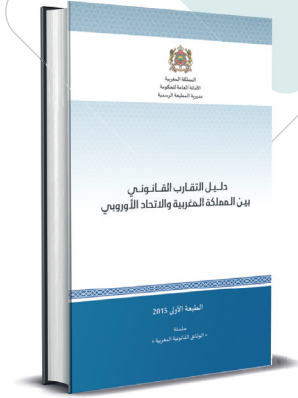 المملكة المغربية
الأمانة العامة للحكومة
مديرية المطبعة الرسمية
دليل التقارب القانوني
بين المملكة المغربية والاتحاد الأوروبي
الطبعة الأولى 2015
سلسلة
« الوثائق القانونية المغربية »